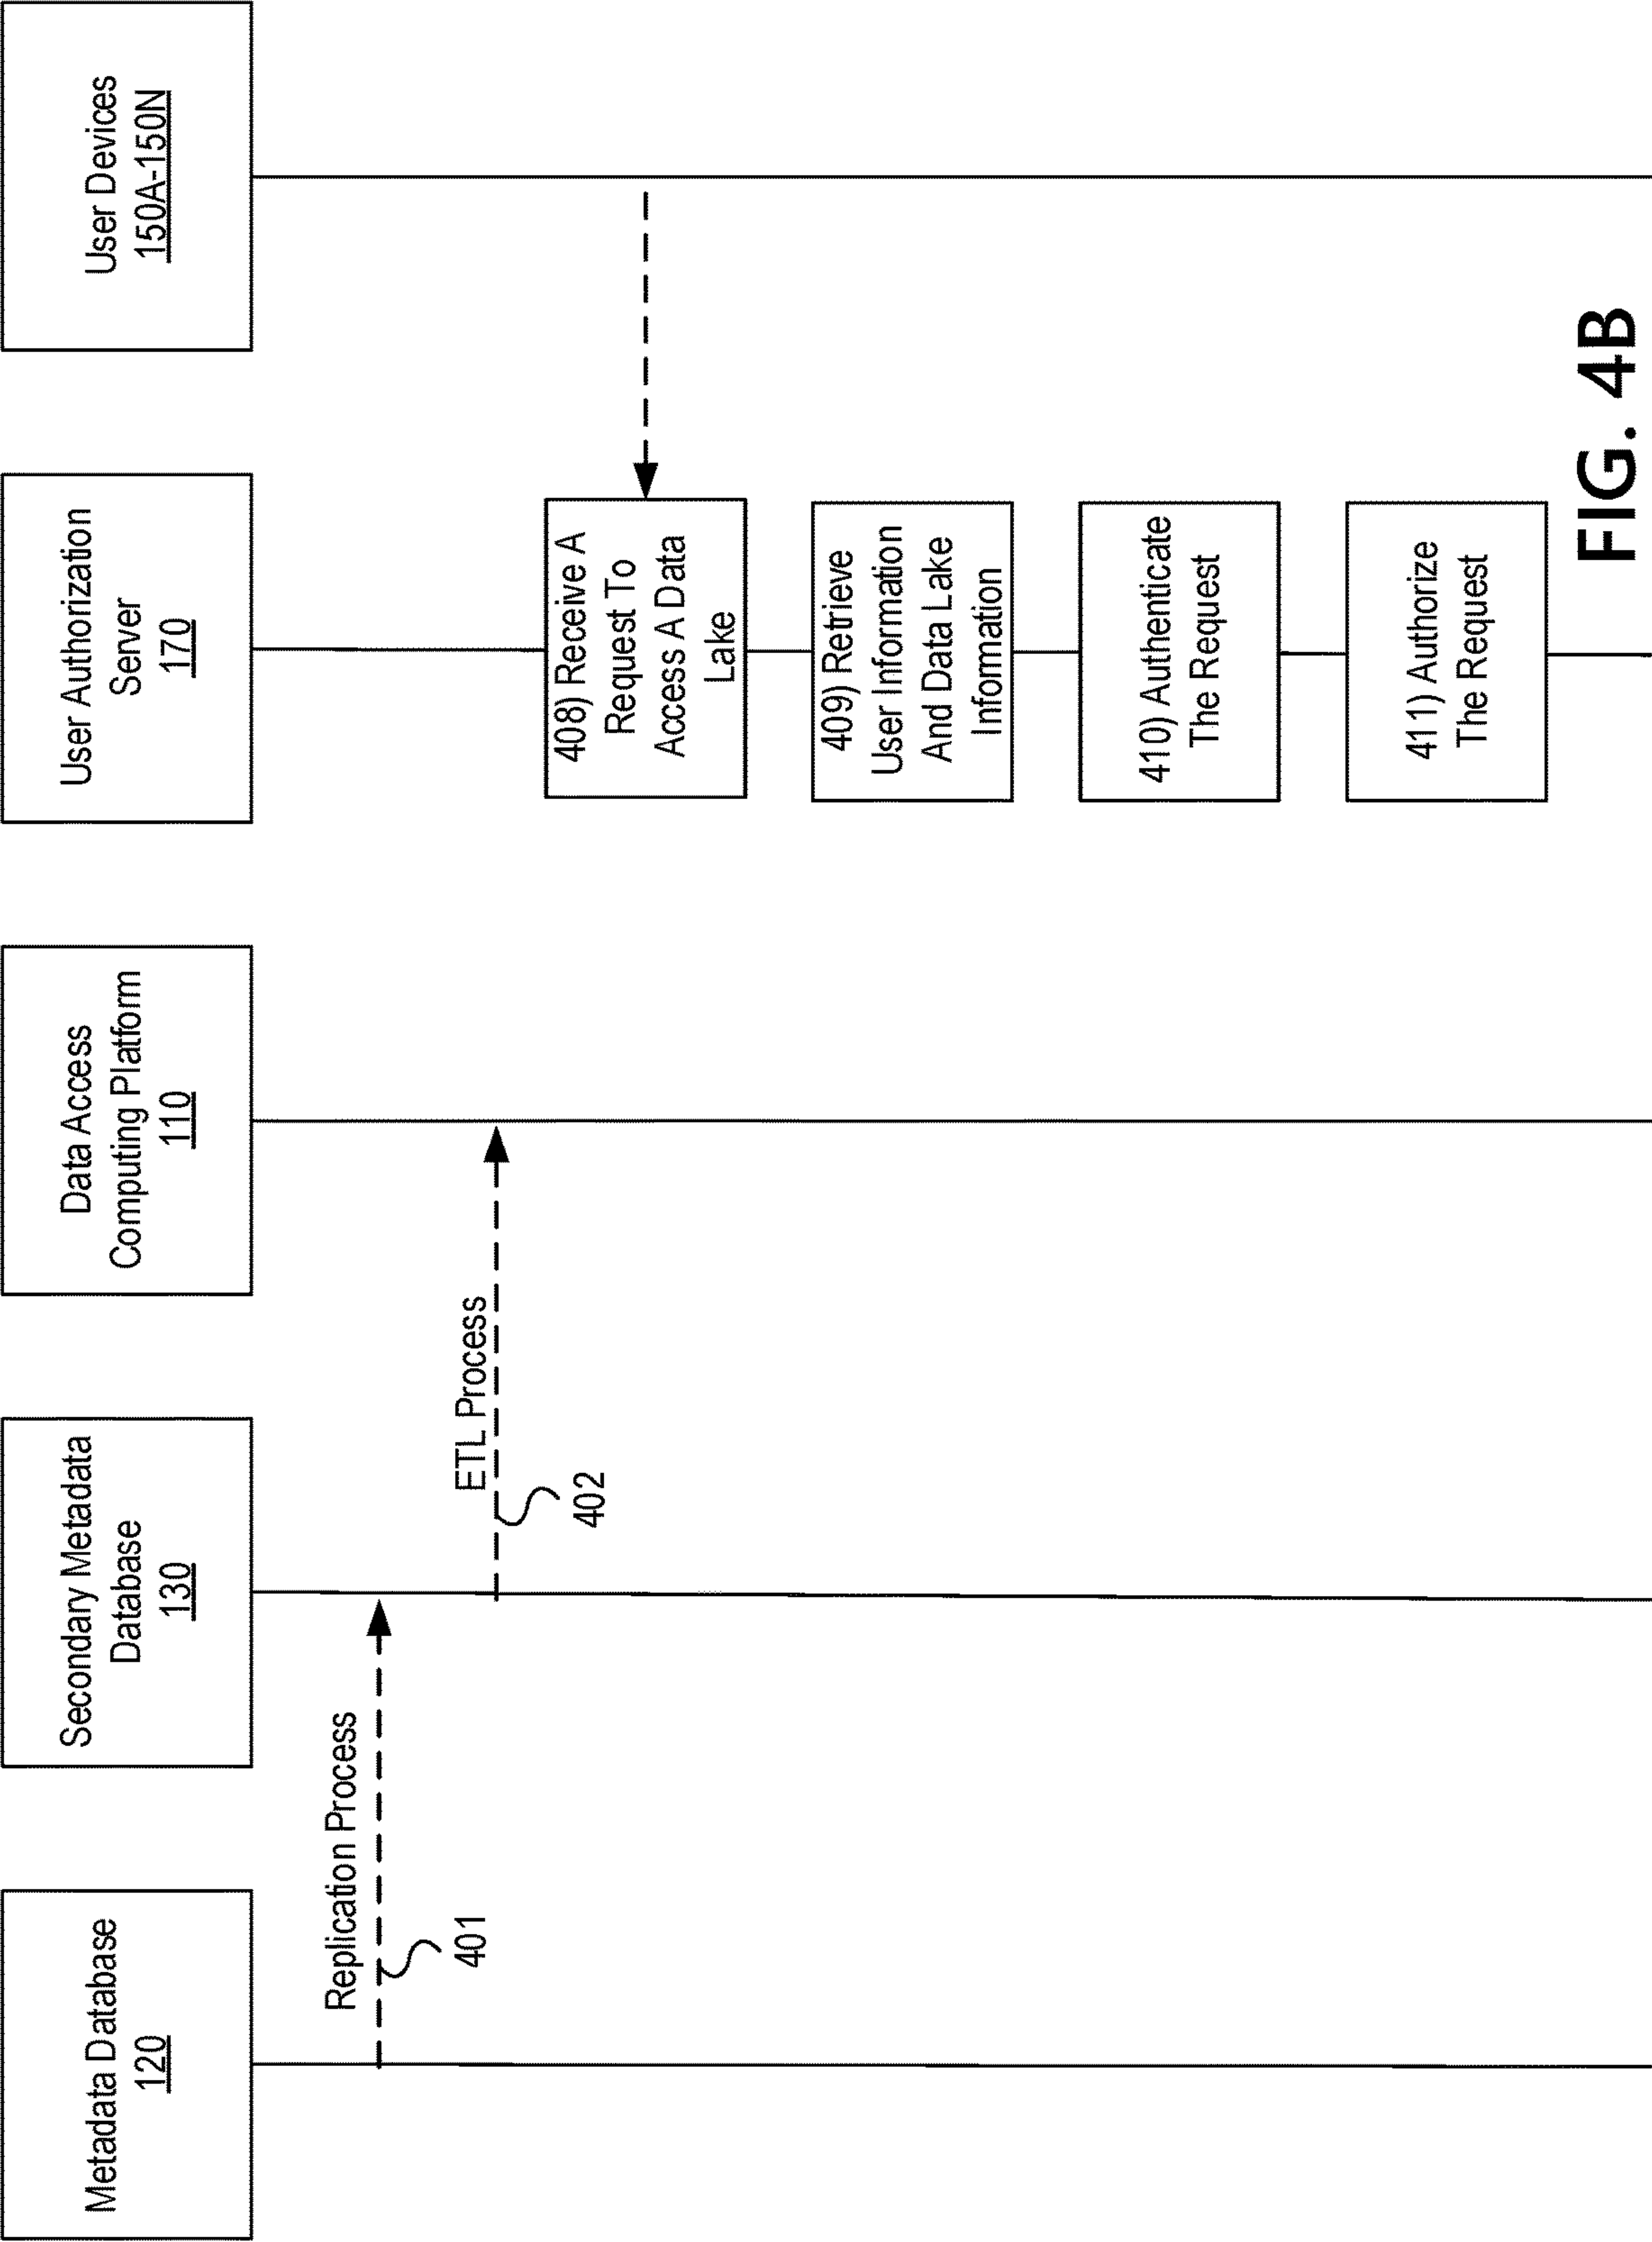 Metadata Database
120
Secondary Metadata
Database
130
Data Access
Computing Platform
110
User Authorization
Server
170
User Devices
150A-150N
Replication Process
401
ETL Process
402
408) Receive A
Request To
Access A Data
Lake
409) Retrieve
User Information
And Data Lake
Information
410) Authenticate
The Request
411) Authorize
The Request
FIG. 4B